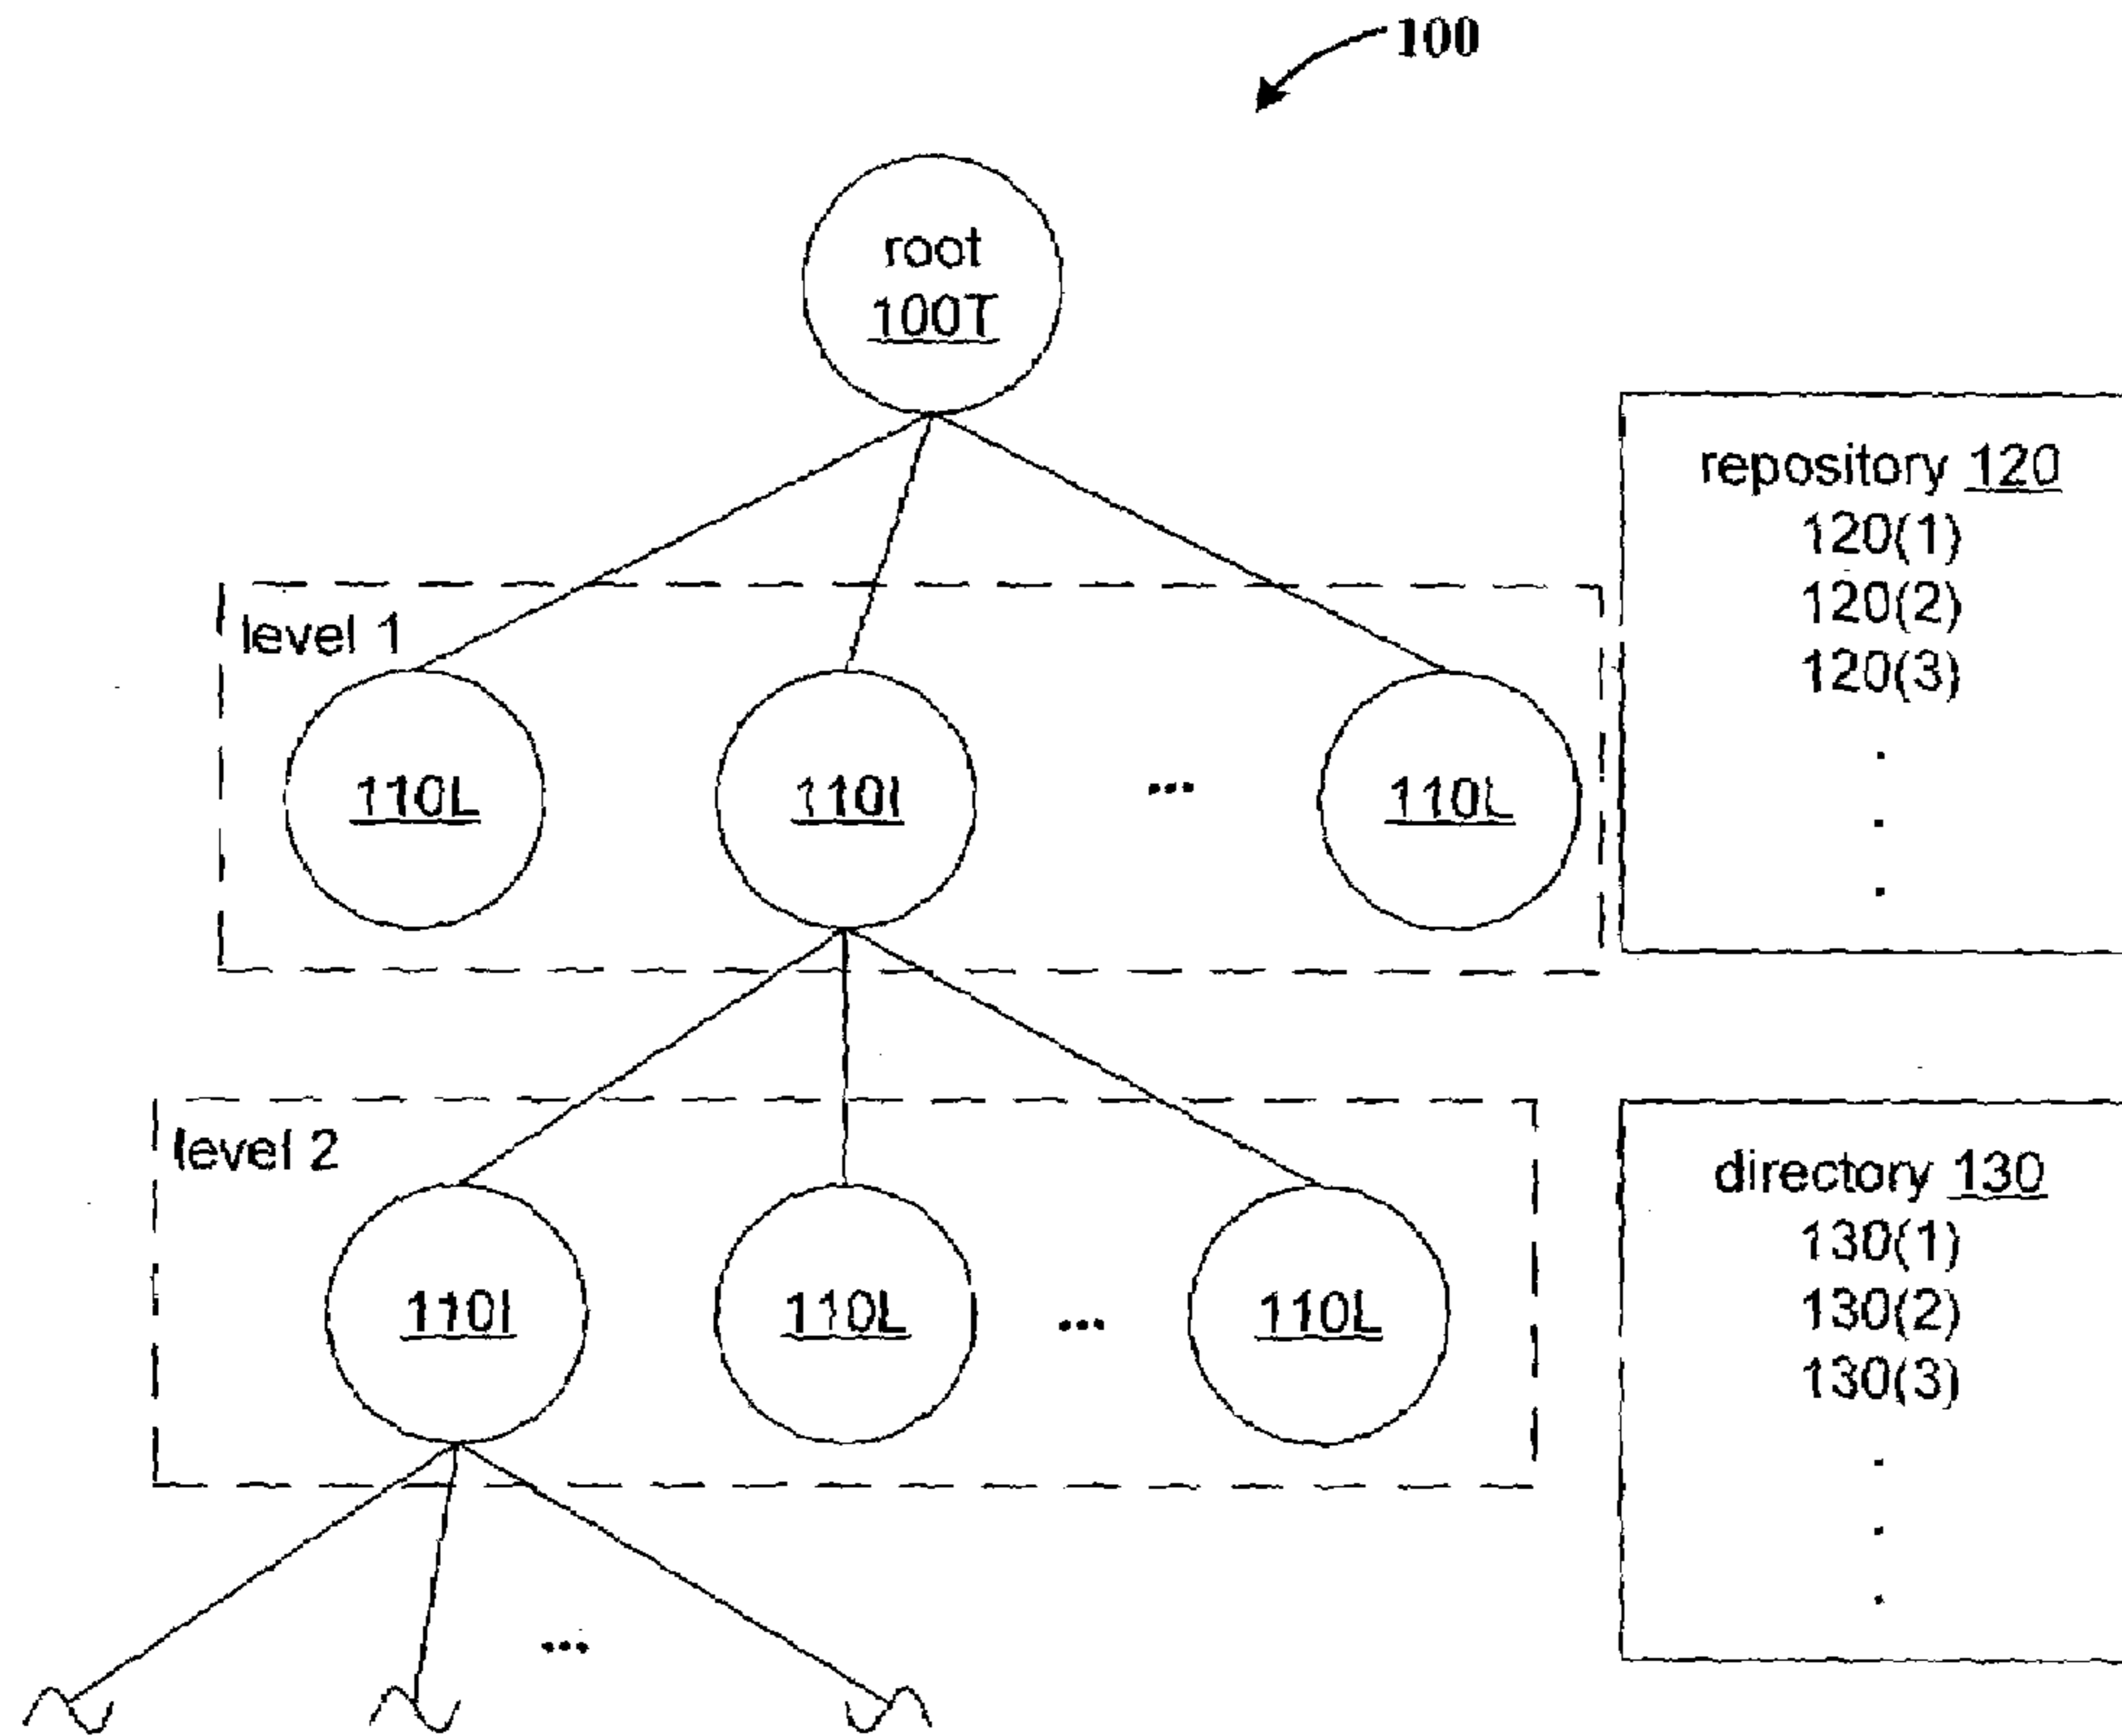 100
root
100T
level 1
110L
110I
...
110L
repository 120
120(1)
120(2)
120(3)
.
.
.
level 2
110I
110L
...
110L
directory 130
130(1)
130(2)
130(3)
.
.
.
...